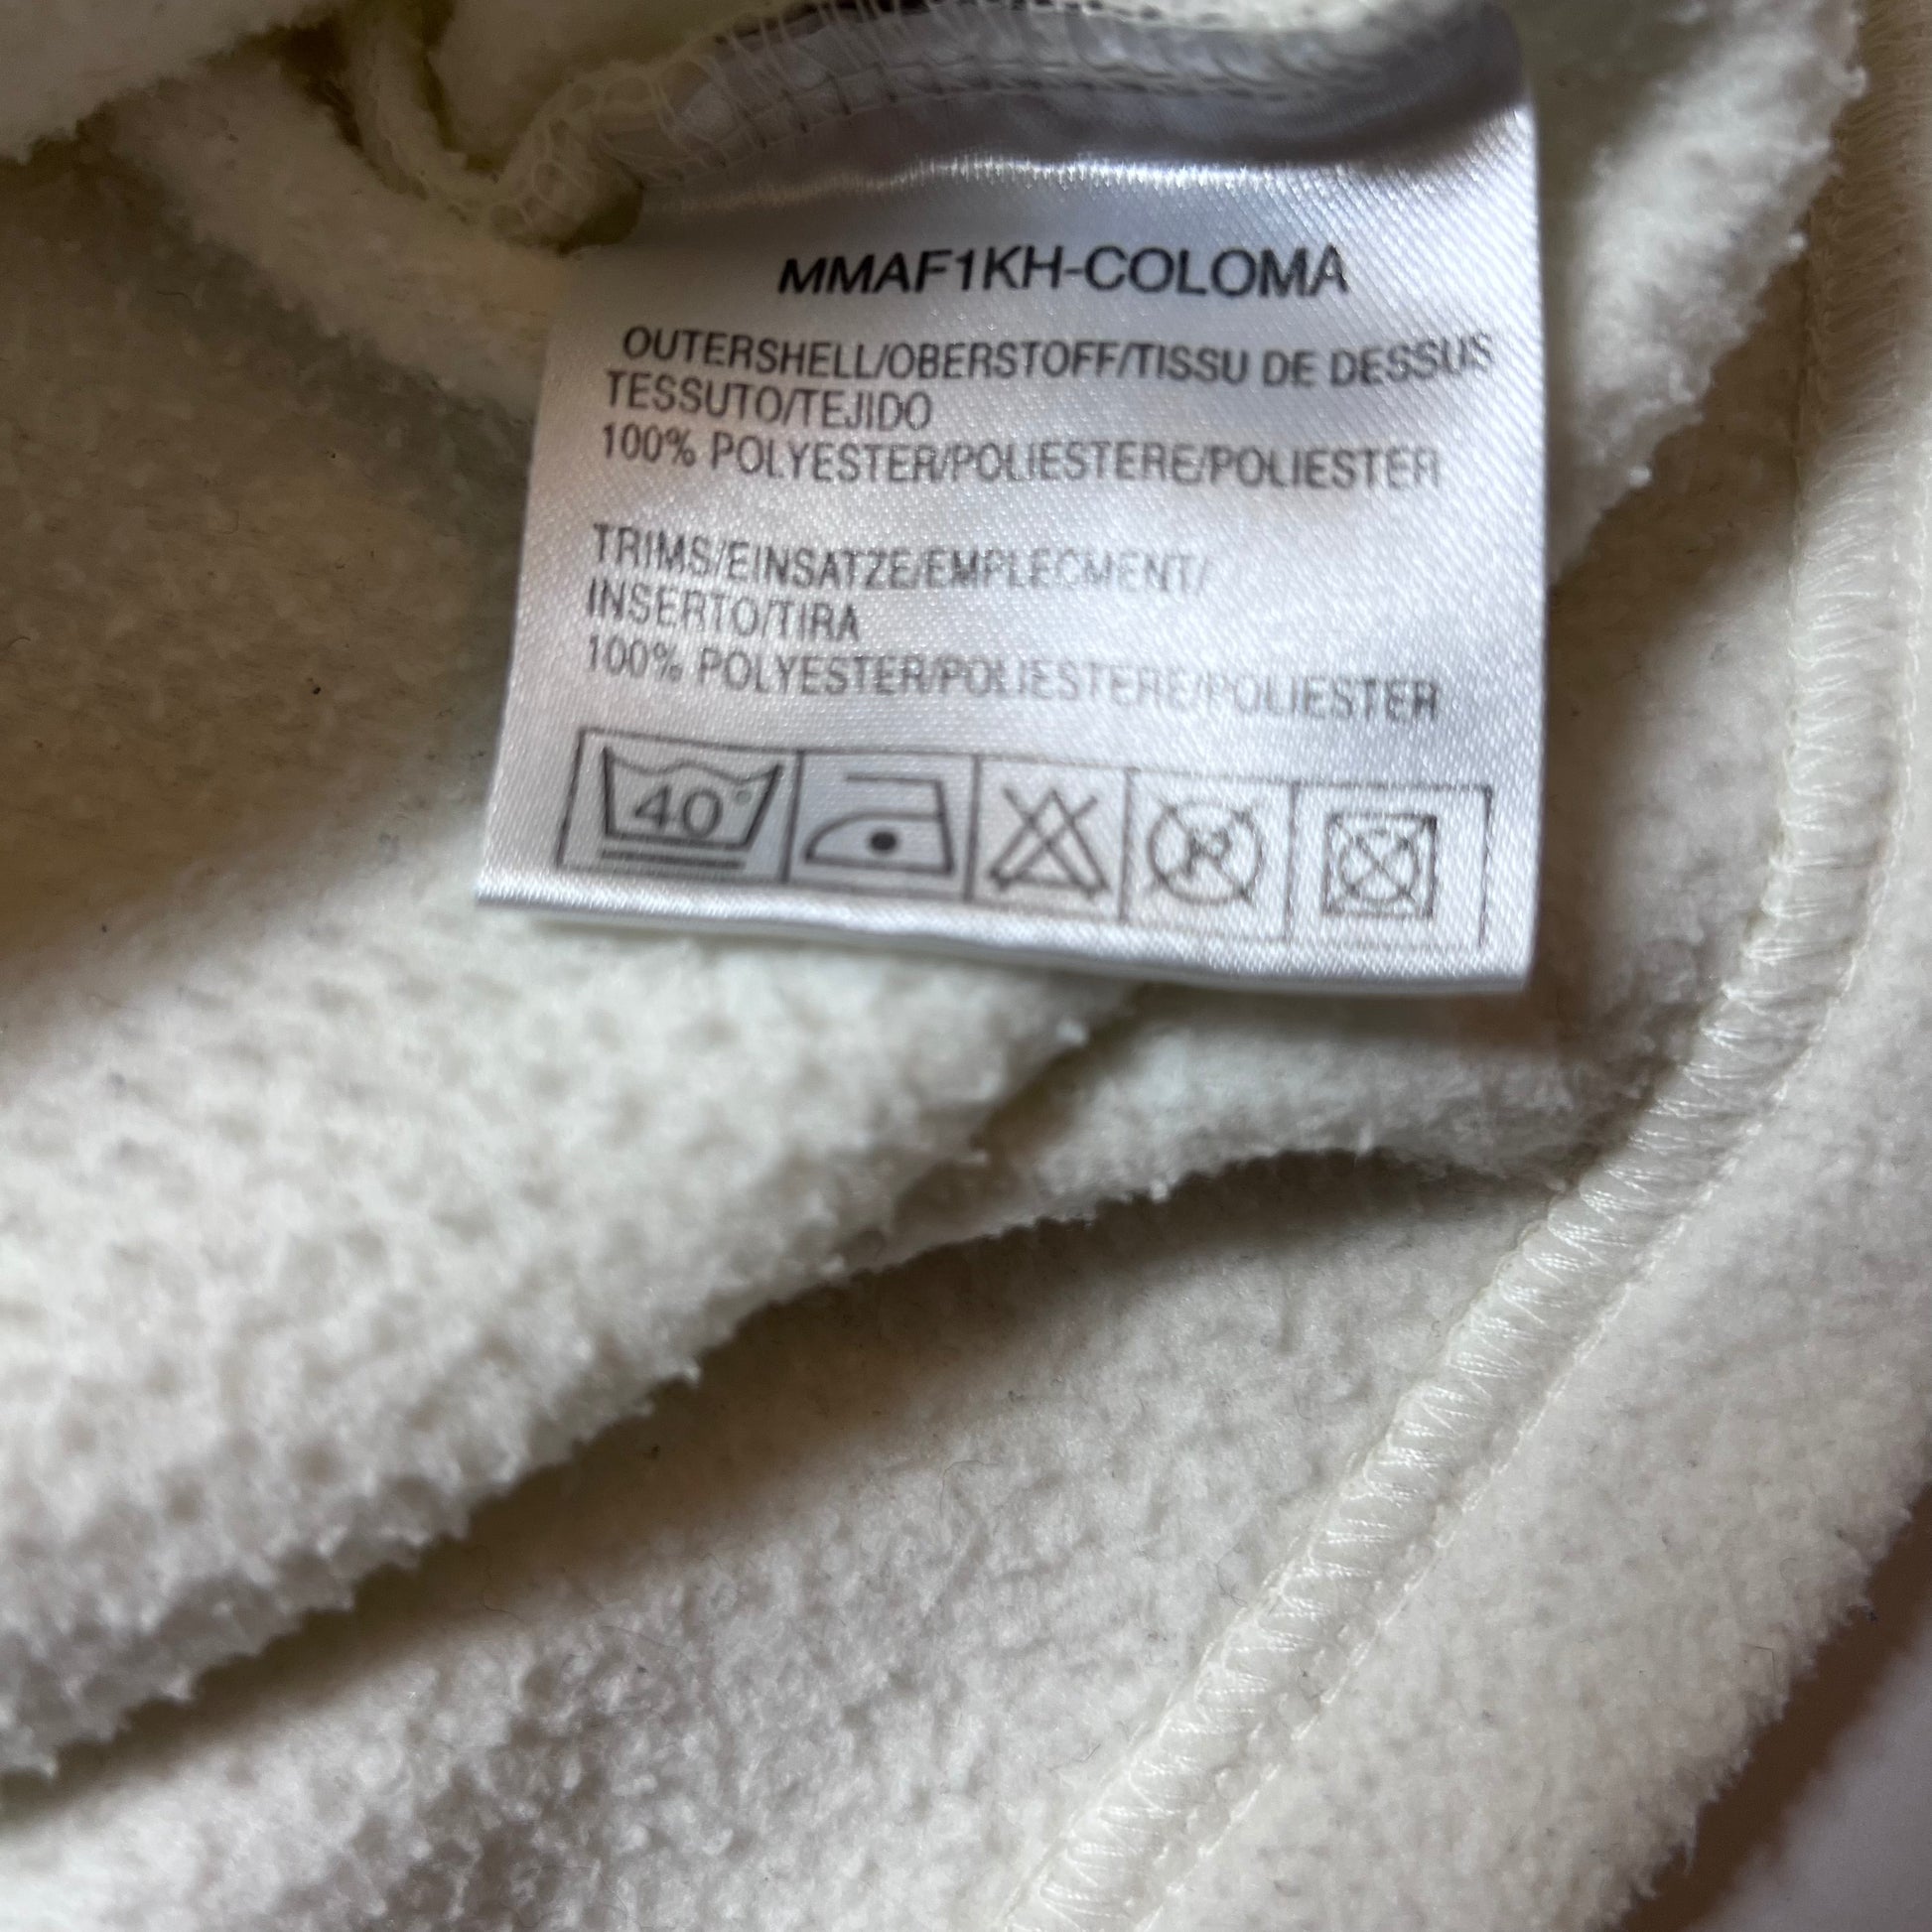 MMAF1KH-COLOMA
OUTERSHELL/OBERSTOFF/TISSU DE DESSUS
TESSUTO/TEJIDO
100% POLYESTER/POLIESTERE/POLIESTER
TRIMS/EINSATZE/EMPLECMENT/
INSERTO/TIRA
100% POLYESTER/POLIESTERE/POLIESTER
40°